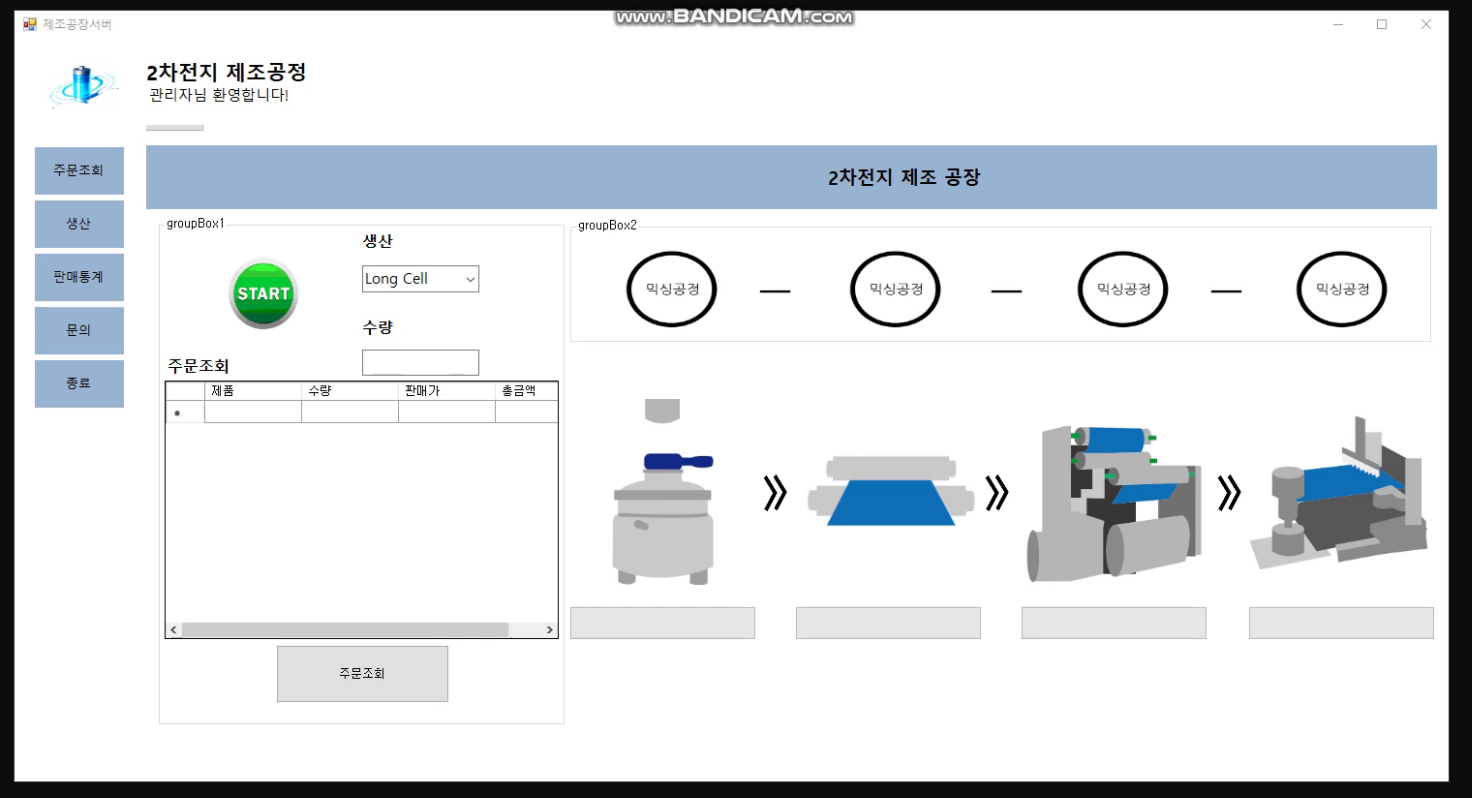 제조공장서버
www.BANDICAM.com
2차전지 제조공정
관리자님 환영합니다!
주문조회
생산
판매통계
문의
종료
2차전지 제조 공장
groupBox1
START
생산
Long Cell
수량
주문조회
제품 수량 판매가 총금액
주문조회
groupBox2
믹싱공정 믹싱공정 믹싱공정 믹싱공정